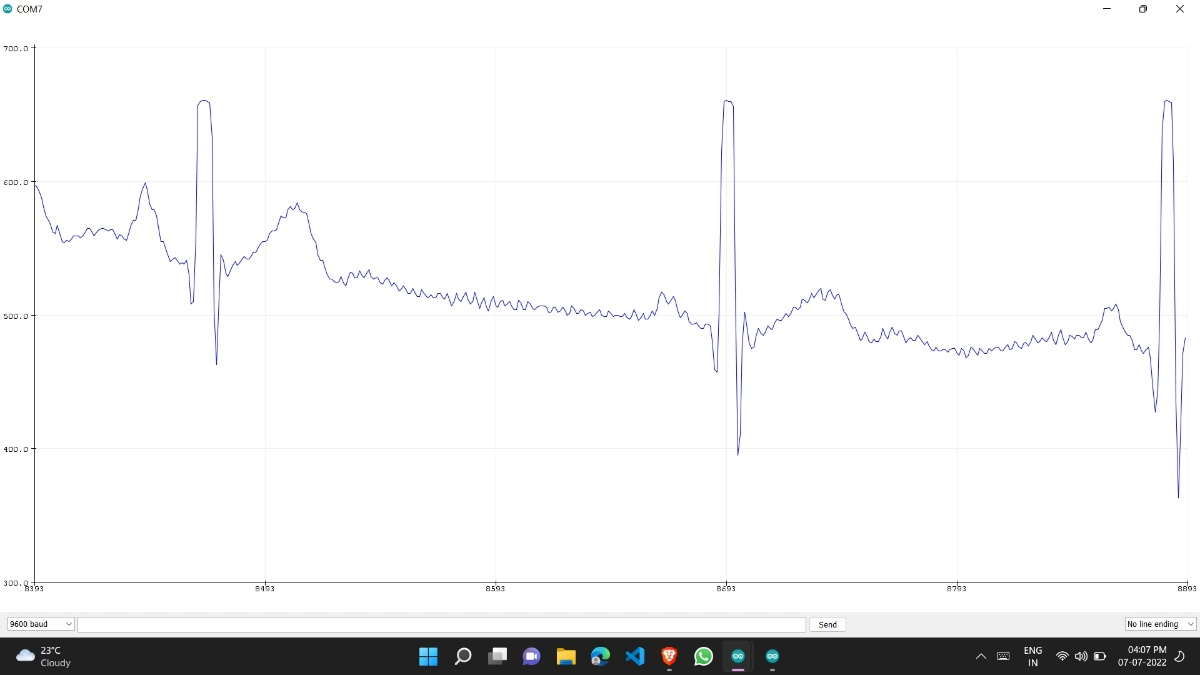 COM7
700.0
600.0
500.0
400.0
300.0
8393 8493 8593 8693 8793 8893
9600 baud Send No line ending
23°C
Cloudy
ENG
IN
04:07 PM
07-07-2022